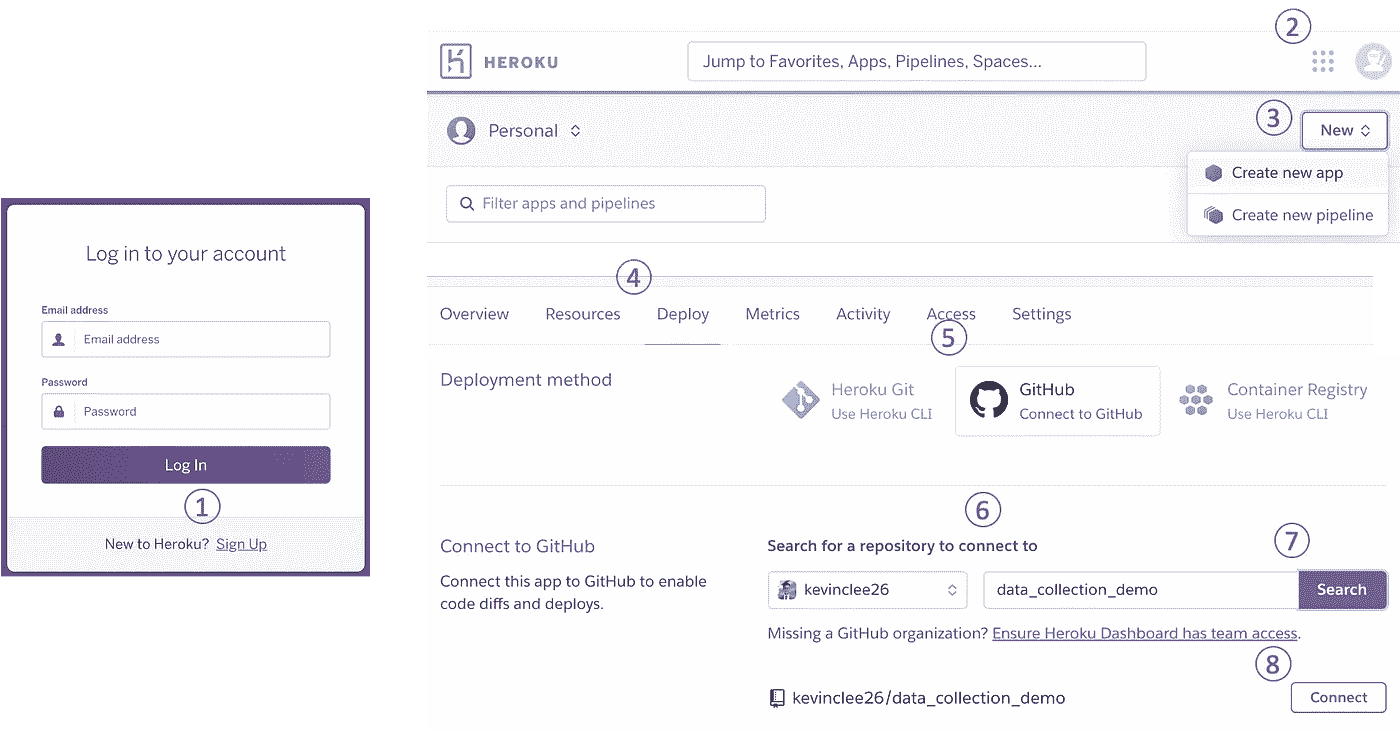 Log in to your account
Email address
Email address
Password
Password
Log In
1
New to Heroku? Sign Up
2
HEROKU
Jump to Favorites, Apps, Pipelines, Spaces...
Personal
3
New
Create new app
Filter apps and pipelines
Create new pipeline
4
Overview Resources Deploy Metrics Activity Access Settings
5
Deployment method
Heroku Git
Use Heroku CLI
GitHub
Connect to GitHub
Container Registry
Use Heroku CLI
6
Connect to GitHub
Connect this app to GitHub to enable
code diffs and deploys.
Search for a repository to connect to
7
kevinclee26 data_collection_demo Search
Missing a GitHub organization? Ensure Heroku Dashboard has team access.
8
kevinclee26/data_collection_demo Connect